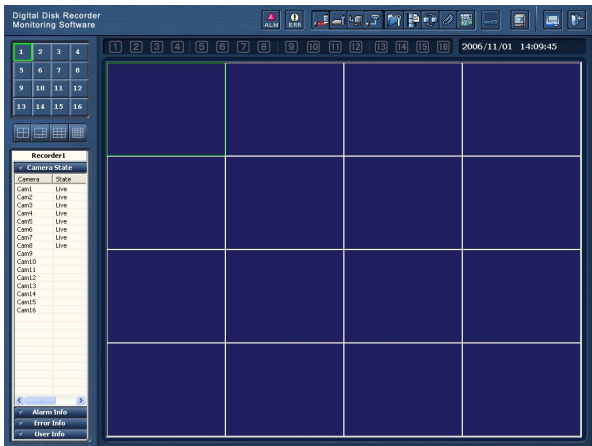 Digital Disk Recorder
Monitoring Software
ALM ERR
1 2 3 4 5 6 7 8 9 10 11 12 13 14 15 16 2006/11/01 14:09:45
1 2 3 4
5 6 7 8
9 10 11 12
13 14 15 16
Recorder1
Camera State
Camera State
Cam1 Live
Cam2 Live
Cam3 Live
Cam4 Live
Cam5 Live
Cam6 Live
Cam7 Live
Cam8 Live
Cam9
Cam10
Cam11
Cam12
Cam13
Cam14
Cam15
Cam16
Alarm Info
Error Info
User Info